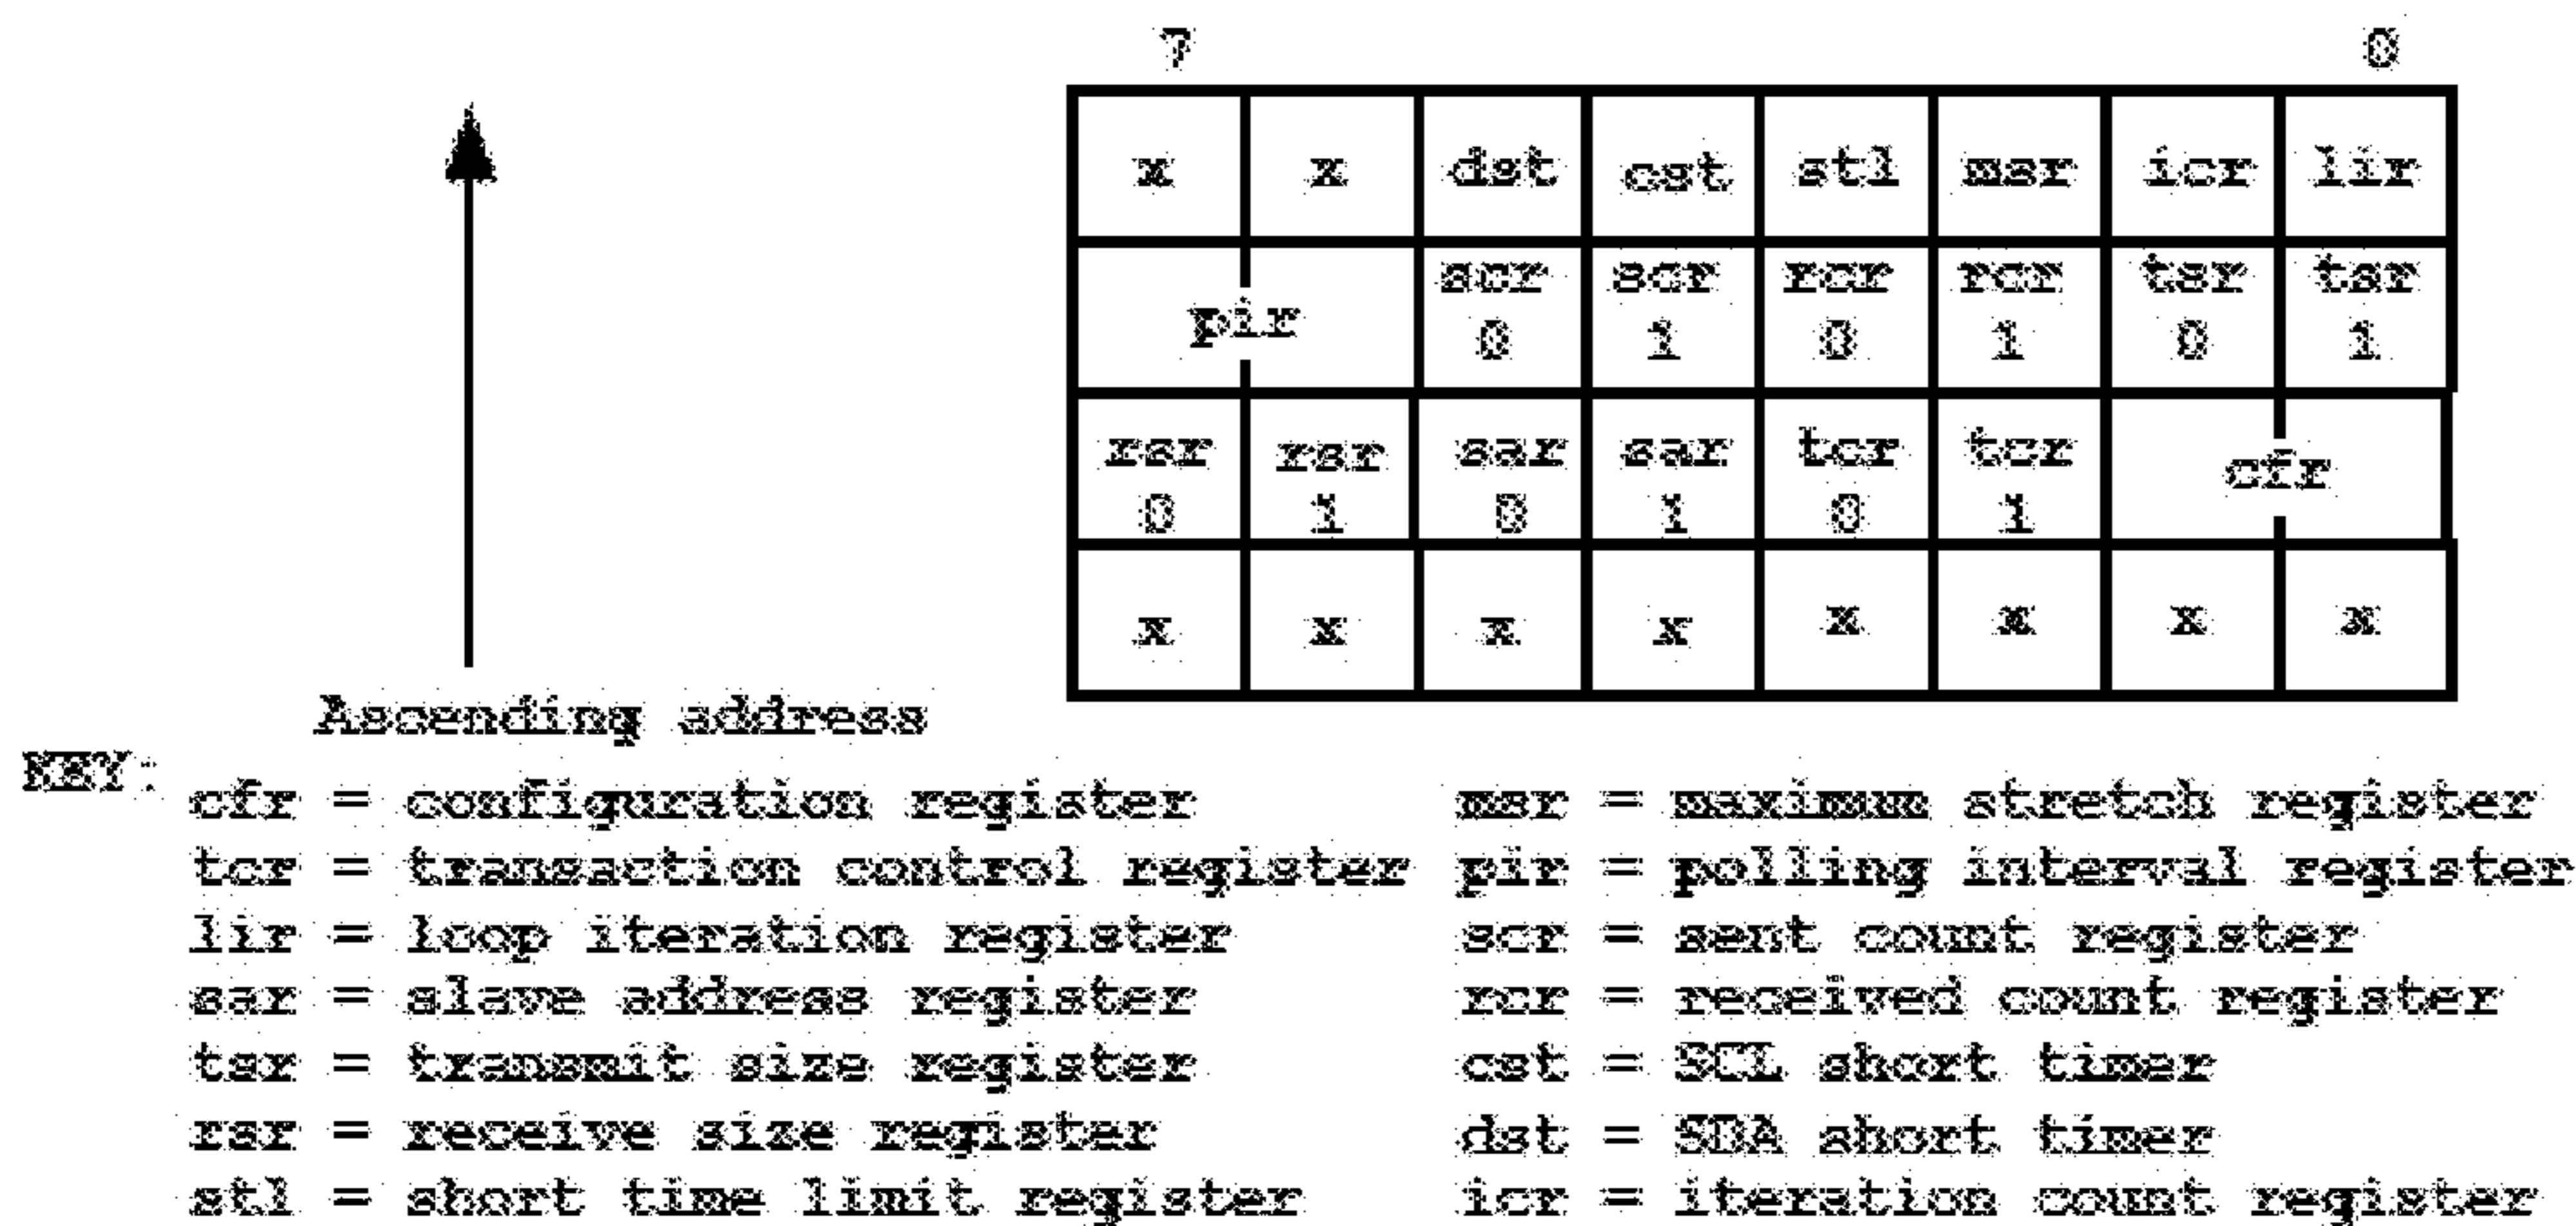 7 0
x x dst cst stl msr icr lir
pir scr 0 scr 1 rcr 0 rcr 1 tsr 0 tsr 1
rsr 0 rsr 1 sar 0 sar 1 tcr 0 tcr 1 cfr
x x x x x x x x
Ascending address
KEY:
cfr = configuration register
tcr = transaction control register
lir = loop iteration register
sar = slave address register
tsr = transmit size register
rsr = receive size register
stl = short time limit register
msr = maximum stretch register
pir = polling interval register
scr = sent count register
rcr = received count register
cst = SCL short timer
dst = SDA short timer
icr = iteration count register